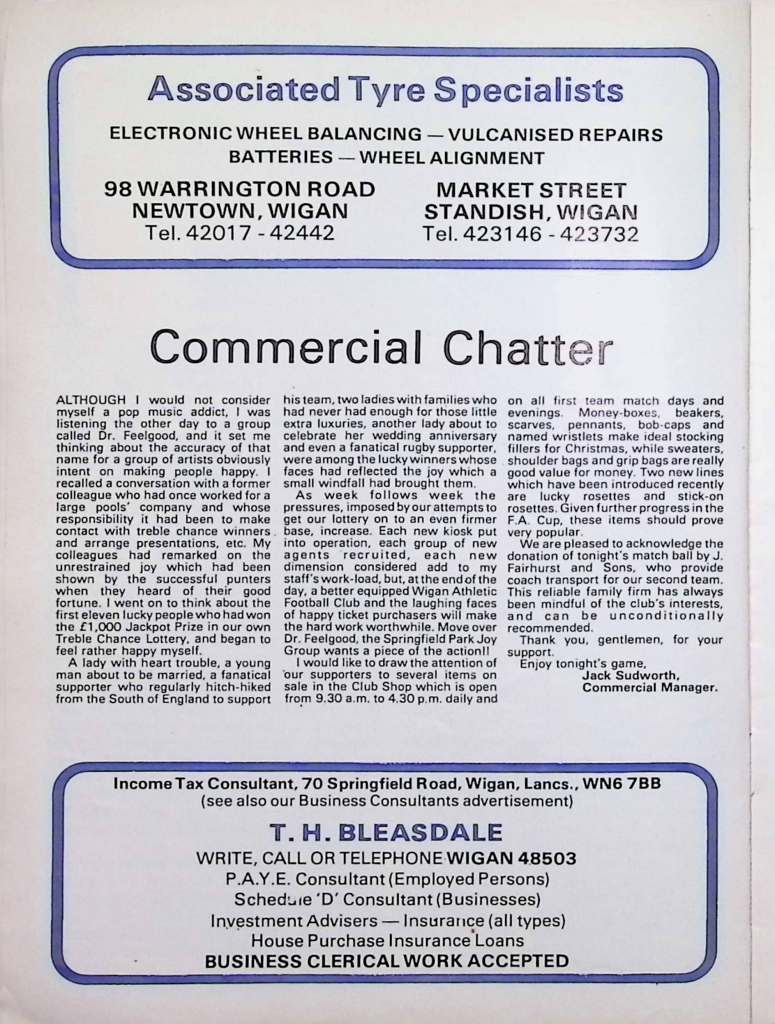 Associated Tyre Specialists
ELECTRONIC WHEEL BALANCING — VULCANISED REPAIRS
BATTERIES — WHEEL ALIGNMENT
98 WARRINGTON ROAD
NEWTOWN, WIGAN
Tel. 42017 - 42442
MARKET STREET
STANDISH, WIGAN
Tel. 423146 - 423732
Commercial Chatter
ALTHOUGH I would not consider
myself a pop music addict, I was
listening the other day to a group
called Dr. Feelgood, and it set me
thinking about the accuracy of that
name for a group of artists obviously
intent on making people happy. I
recalled a conversation with a former
colleague who had once worked for a
large pools' company and whose
responsibility it had been to make
contact with treble chance winners
and arrange presentations, etc. My
colleagues had remarked on the
unrestrained joy which had been
shown by the successful punters
when they heard of their good
fortune. I went on to think about the
first eleven lucky people who had won
the £1,000 Jackpot Prize in our own
Treble Chance Lottery, and began to
feel rather happy myself.
A lady with heart trouble, a young
man about to be married, a fanatical
supporter who regularly hitch-hiked
from the South of England to support
his team, two ladies with families who
had never had enough for those little
extra luxuries, another lady about to
celebrate her wedding anniversary
and even a fanatical rugby supporter,
were among the lucky winners whose
faces had reflected the joy which a
small windfall had brought them.
As week follows week the
pressures, imposed by our attempts to
get our lottery on to an even firmer
base, increase. Each new kiosk put
into operation, each group of new
agents recruited, each new
dimension considered add to my
staff's work-load, but, at the end of the
day, a better equipped Wigan Athletic
Football Club and the laughing faces
of happy ticket purchasers will make
the hard work worthwhile. Move over
Dr. Feelgood, the Springfield Park Joy
Group wants a piece of the action!!
I would like to draw the attention of
our supporters to several items on
sale in the Club Shop which is open
from 9.30 a.m. to 4.30 p.m. daily and
on all first team match days and
evenings. Money-boxes, beakers,
scarves, pennants, bob-caps and
named wristlets make ideal stocking
fillers for Christmas, while sweaters,
shoulder bags and grip bags are really
good value for money. Two new lines
which have been introduced recently
are lucky rosettes and stick-on
rosettes. Given further progress in the
F.A. Cup, these items should prove
very popular.
We are pleased to acknowledge the
donation of tonight's match ball by J.
Fairhurst and Sons, who provide
coach transport for our second team.
This reliable family firm has always
been mindful of the club's interests,
and can be unconditionally
recommended.
Thank you, gentlemen, for your
support.
Enjoy tonight's game,
Jack Sudworth,
Commercial Manager.
Income Tax Consultant, 70 Springfield Road, Wigan, Lancs., WN6 7BB
(see also our Business Consultants advertisement)
T. H. BLEASDALE
WRITE, CALL OR TELEPHONE WIGAN 48503
P.A.Y.E. Consultant (Employed Persons)
Schedule 'D' Consultant (Businesses)
Investment Advisers — Insurance (all types)
House Purchase Insurance Loans
BUSINESS CLERICAL WORK ACCEPTED